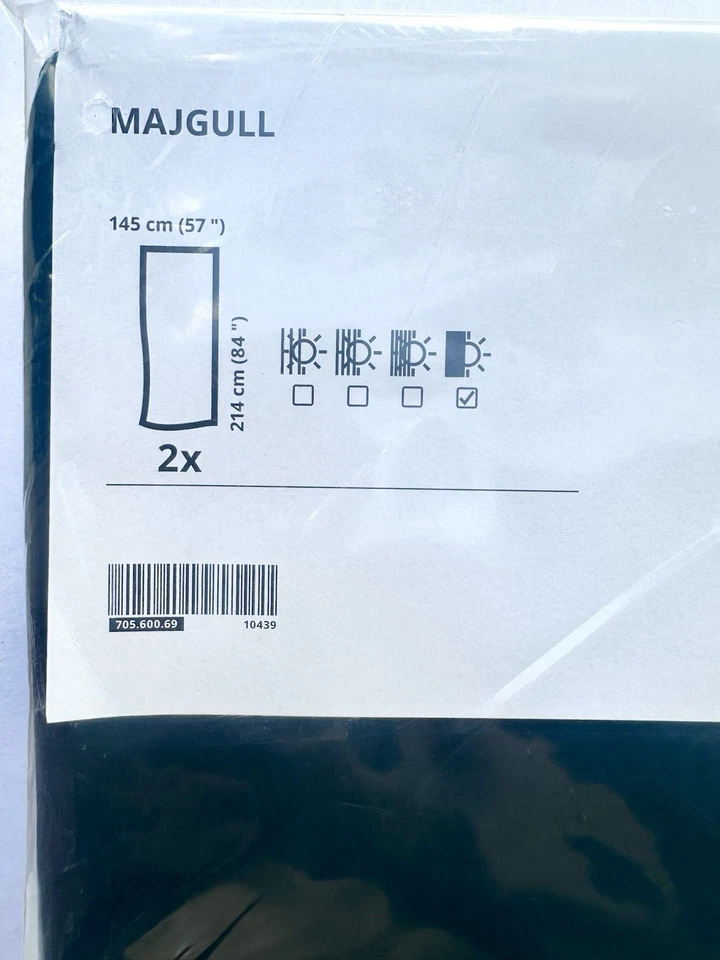 MAJGULL
145 cm (57 ")
214 cm (84 ")
2x
705.600.69
10439